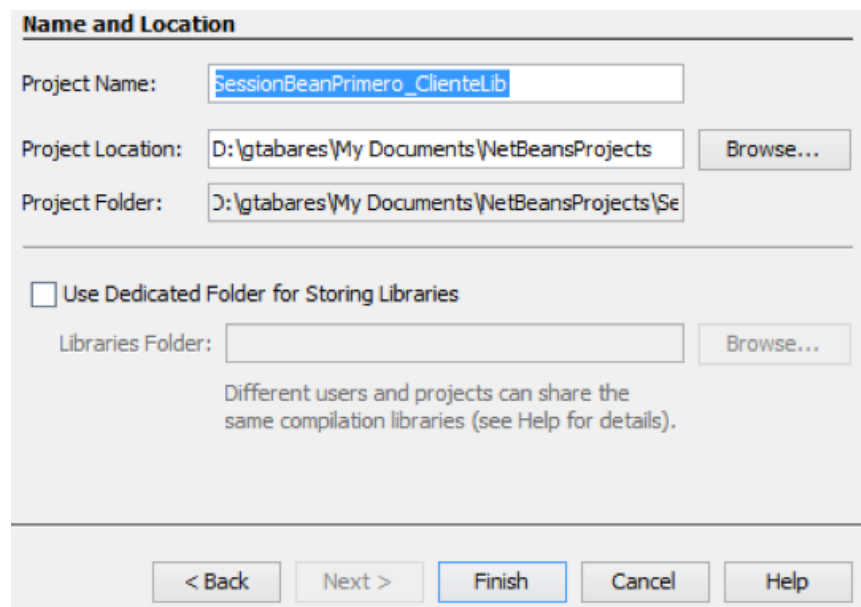 Name and Location
Project Name: SessionBeanPrimero_ClienteLib
Project Location: D:\gtabares\My Documents\NetBeansProjects Browse...
Project Folder: D:\gtabares\My Documents\NetBeansProjects\Se
Use Dedicated Folder for Storing Libraries
Libraries Folder: Browse...
Different users and projects can share the
same compilation libraries (see Help for details).
< Back Next > Finish Cancel Help